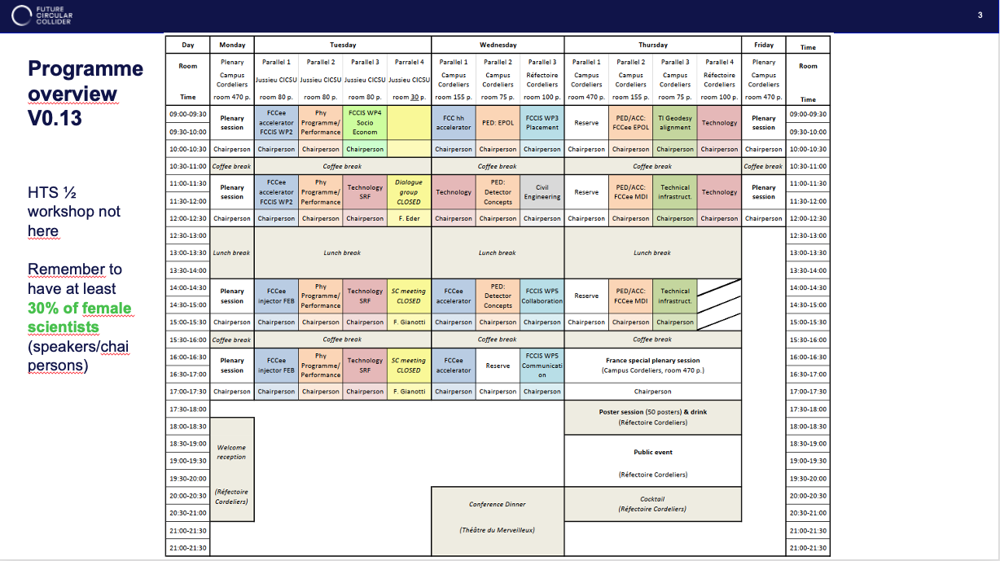 FUTURE
CIRCULAR
COLLIDER
3
Programme
overview
V0.13
HTS ½
workshop not
here
Remember to
have at least
30% of female
scientists
(speakers/chai
persons)
Day Monday Tuesday Wednesday Thursday Friday Time
Room Plenary Parallel 1 Parallel 2 Parallel 3 Parralel 4 Parallel 1 Parallel 2 Parallel 3 Parallel 1 Parallel 2 Parallel 3 Parallel 4 Plenary Room
Campus Cordeliers Jussieu CICSU Jussieu CICSU Jussieu CICSU Jussieu CICSU Campus Cordeliers Campus Cordeliers Réfectoire Cordeliers Campus Cordeliers Campus Cordeliers Campus Cordeliers Réfectoire Cordeliers Campus Cordeliers
Time room 470 p. room 80 p. room 80 p. room 80 p. room 30 p. room 155 p. room 75 p. room 100 p. room 470 p. room 155 p. room 75 p. room 100 p. room 470 p. Time
09:00-09:30 Plenary session FCCee accelerator FCCIS WP2 Phy Programme/ Performance FCCIS WP4 Socio Econom FCC hh accelerator PED: EPOL FCCIS WP3 Placement Reserve PED/ACC: FCCee EPOL TI Geodesy alignment Technology Plenary session 09:00-09:30
09:30-10:00 09:30-10:00
10:00-10:30 Chairperson Chairperson Chairperson Chairperson Chairperson Chairperson Chairperson Chairperson Chairperson Chairperson Chairperson Chairperson 10:00-10:30
10:30-11:00 Coffee break Coffee break Coffee break Coffee break Coffee break 10:30-11:00
11:00-11:30 Plenary session FCCee accelerator FCCIS WP2 Phy Programme/ Performance Technology SRF Dialogue group CLOSED Technology PED: Detector Concepts Civil Engineering Reserve PED/ACC: FCCee MDI Technical infrastruct. Technology Plenary session 11:00-11:30
11:30-12:00 11:30-12:00
12:00-12:30 Chairperson Chairperson Chairperson Chairperson F. Eder Chairperson Chairperson Chairperson Chairperson Chairperson Chairperson Chairperson Chairperson 12:00-12:30
12:30-13:00 12:30-13:00
13:00-13:30 Lunch break Lunch break Lunch break Lunch break 13:00-13:30
13:30-14:00 13:30-14:00
14:00-14:30 Plenary session FCCee injector FEB Phy Programme/ Performance Technology SRF SC meeting CLOSED FCCee accelerator PED: Detector Concepts FCCIS WP5 Collaboration Reserve PED/ACC: FCCee MDI Technical infrastruct. 14:00-14:30
14:30-15:00 14:30-15:00
15:00-15:30 Chairperson Chairperson Chairperson Chairperson F. Gianotti Chairperson Chairperson Chairperson Chairperson Chairperson Chairperson 15:00-15:30
15:30-16:00 Coffee break Coffee break Coffee break Coffee break 15:30-16:00
16:00-16:30 Plenary session FCCee injector FEB Phy Programme/ Performance Technology SRF SC meeting CLOSED FCCee accelerator Reserve FCCIS WP5 Communicati on France special plenary session (Campus Cordeliers, room 470 p.) 16:00-16:30
16:30-17:00 16:30-17:00
17:00-17:30 Chairperson Chairperson Chairperson Chairperson F. Gianotti Chairperson Chairperson Chairperson Chairperson 17:00-17:30
17:30-18:00 Poster session (50 posters) & drink 17:30-18:00
18:00-18:30 (Réfectoire Cordeliers) 18:00-18:30
18:30-19:00 Welcome reception Public event 18:30-19:00
19:00-19:30 19:00-19:30
19:30-20:00 (Réfectoire Cordeliers) 19:30-20:00
20:00-20:30 (Réfectoire Cordeliers) Conference Dinner Cocktail 20:00-20:30
20:30-21:00 (Réfectoire Cordeliers) 20:30-21:00
21:00-21:30 (Théâtre du Merveilleux) 21:00-21:30
21:00-21:30 21:00-21:30